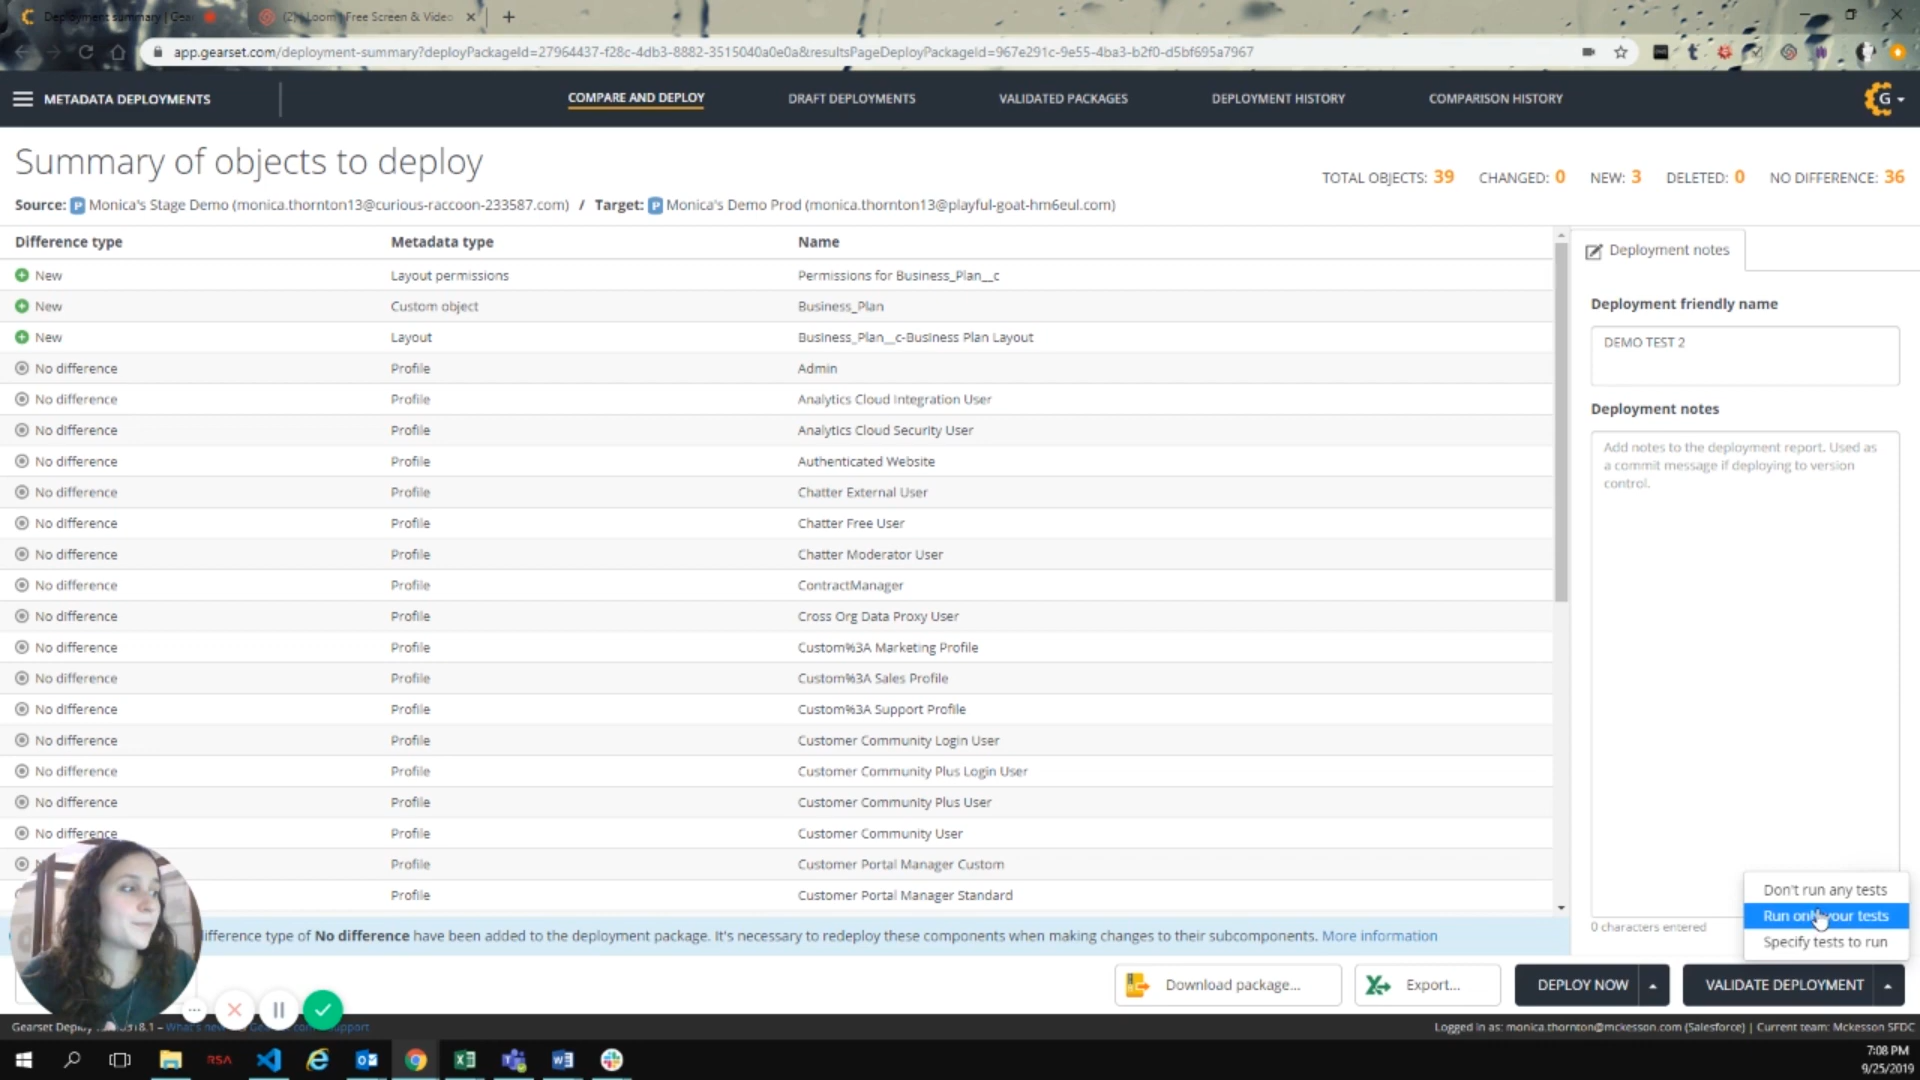 Deployment summary | Gea
(2) | Loom | Free Screen & Video
app.gearset.com/deployment-summary?deployPackageId=27964437-f28c-4db3-8882-3515040a0e0a&resultsPageDeployPackageId=967e291c-9e55-4ba3-b2f0-d5bf695a7967
METADATA DEPLOYMENTS
COMPARE AND DEPLOY
DRAFT DEPLOYMENTS
VALIDATED PACKAGES
DEPLOYMENT HISTORY
COMPARISON HISTORY
G
Summary of objects to deploy
TOTAL OBJECTS: 39 CHANGED: 0 NEW: 3 DELETED: 0 NO DIFFERENCE: 36
Source: P Monica's Stage Demo (monica.thornton13@curious-raccoon-233587.com) / Target: P Monica's Demo Prod (monica.thornton13@playful-goat-hm6eul.com)
Difference type Metadata type Name
New Layout permissions Permissions for Business_Plan__c
New Custom object Business_Plan
New Layout Business_Plan__c-Business Plan Layout
No difference Profile Admin
No difference Profile Analytics Cloud Integration User
No difference Profile Analytics Cloud Security User
No difference Profile Authenticated Website
No difference Profile Chatter External User
No difference Profile Chatter Free User
No difference Profile Chatter Moderator User
No difference Profile ContractManager
No difference Profile Cross Org Data Proxy User
No difference Profile Custom%3A Marketing Profile
No difference Profile Custom%3A Sales Profile
No difference Profile Custom%3A Support Profile
No difference Profile Customer Community Login User
No difference Profile Customer Community Plus Login User
No difference Profile Customer Community Plus User
No difference Profile Customer Community User
Profile Customer Portal Manager Custom
Profile Customer Portal Manager Standard
Deployment notes
Deployment friendly name
DEMO TEST 2
Deployment notes
Add notes to the deployment report. Used as
a commit message if deploying to version
control.
0 characters entered
Don't run any tests
Run only your tests
Specify tests to run
ifference type of No difference have been added to the deployment package. It's necessary to redeploy these components when making changes to their subcomponents. More information
Download package...
Export...
DEPLOY NOW
VALIDATE DEPLOYMENT
Gearset Deploy
Logged in as: monica.thornton@mckesson.com (Salesforce) | Current team: Mckesson SFDC
RSA
7:08 PM
9/25/2019